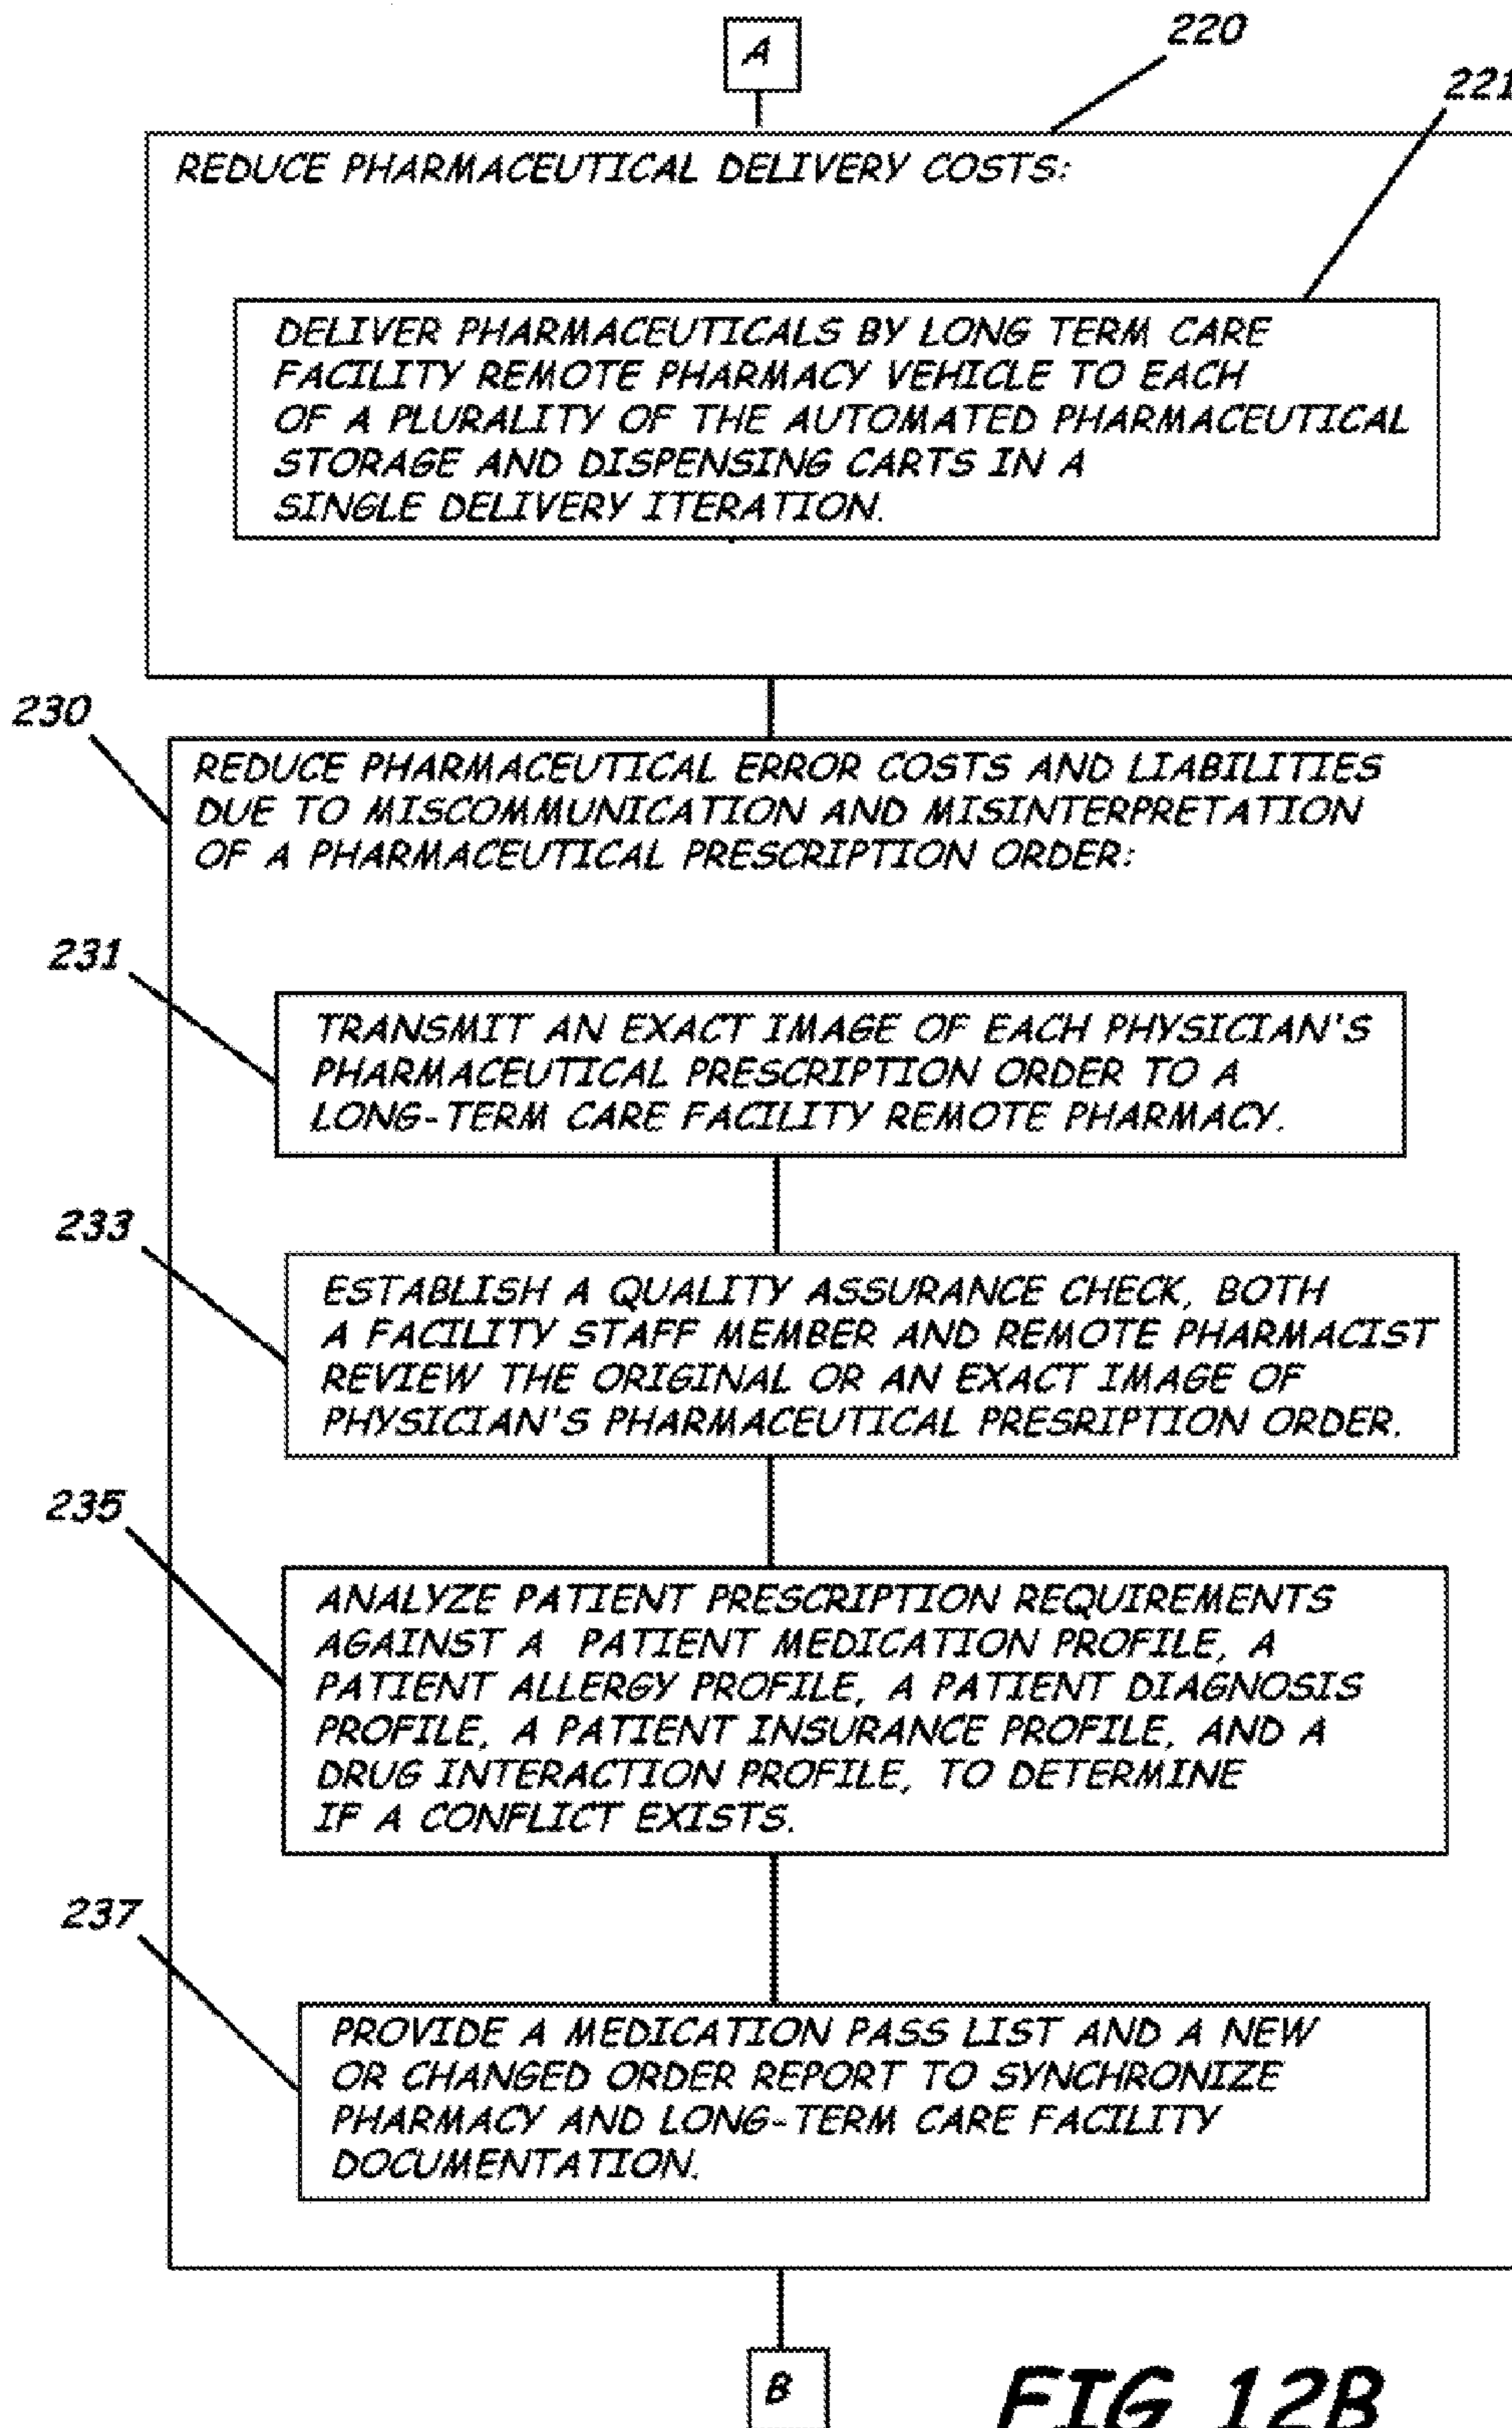 A
220
221
REDUCE PHARMACEUTICAL DELIVERY COSTS:
DELIVER PHARMACEUTICALS BY LONG TERM CARE
FACILITY REMOTE PHARMACY VEHICLE TO EACH
OF A PLURALITY OF THE AUTOMATED PHARMACEUTICAL
STORAGE AND DISPENSING CARTS IN A
SINGLE DELIVERY ITERATION.
230
REDUCE PHARMACEUTICAL ERROR COSTS AND LIABILITIES
DUE TO MISCOMMUNICATION AND MISINTERPRETATION
OF A PHARMACEUTICAL PRESCRIPTION ORDER:
231
TRANSMIT AN EXACT IMAGE OF EACH PHYSICIAN'S
PHARMACEUTICAL PRESCRIPTION ORDER TO A
LONG-TERM CARE FACILITY REMOTE PHARMACY.
233
ESTABLISH A QUALITY ASSURANCE CHECK, BOTH
A FACILITY STAFF MEMBER AND REMOTE PHARMACIST
REVIEW THE ORIGINAL OR AN EXACT IMAGE OF
PHYSICIAN'S PHARMACEUTICAL PRESRIPTION ORDER.
235
ANALYZE PATIENT PRESCRIPTION REQUIREMENTS
AGAINST A PATIENT MEDICATION PROFILE, A
PATIENT ALLERGY PROFILE, A PATIENT DIAGNOSIS
PROFILE, A PATIENT INSURANCE PROFILE, AND A
DRUG INTERACTION PROFILE, TO DETERMINE
IF A CONFLICT EXISTS.
237
PROVIDE A MEDICATION PASS LIST AND A NEW
OR CHANGED ORDER REPORT TO SYNCHRONIZE
PHARMACY AND LONG-TERM CARE FACILITY
DOCUMENTATION.
B
FIG 12B